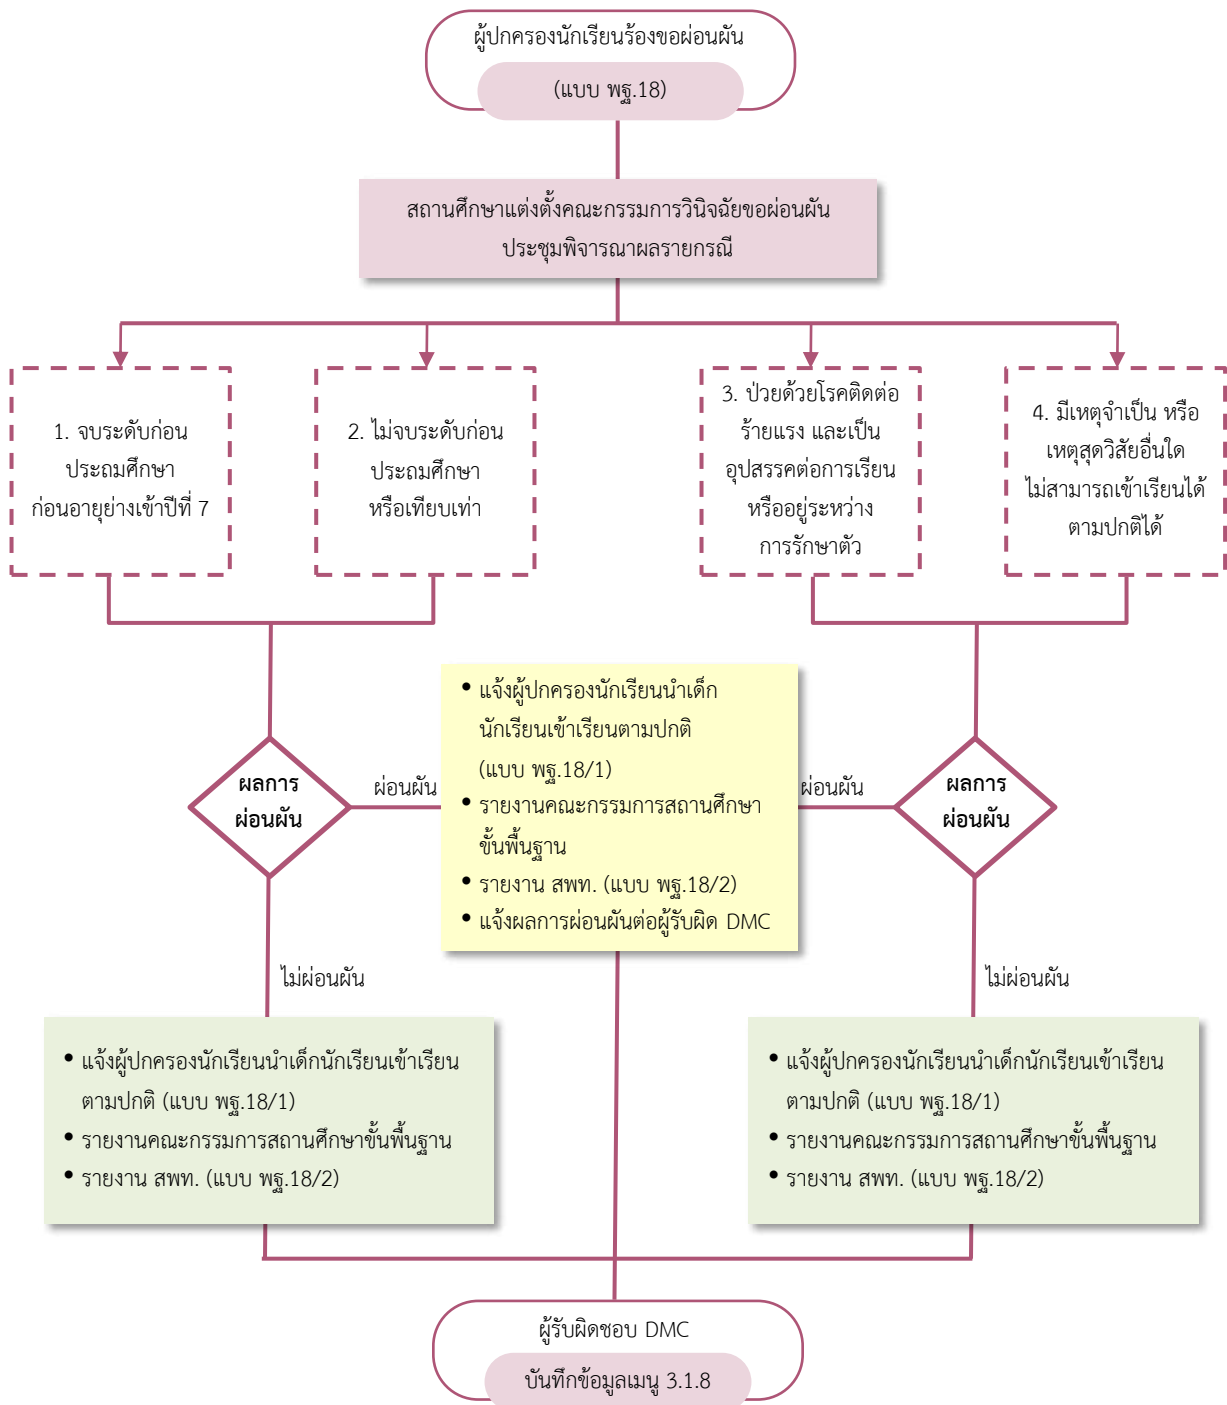 ผู้ปกครองนักเรียนร้องขอผ่อนผัน
(แบบ พฐ.18)
สถานศึกษาแต่งตั้งคณะกรรมการวินิจฉัยขอผ่อนผัน
ประชุมพิจารณาผลรายกรณี
1. จบระดับก่อน
ประถมศึกษา
ก่อนอายุย่างเข้าปีที่ 7
2. ไม่จบระดับก่อน
ประถมศึกษา
หรือเทียบเท่า
3. ป่วยด้วยโรคติดต่อ
ร้ายแรง และเป็น
อุปสรรคต่อการเรียน
หรืออยู่ระหว่าง
การรักษาตัว
4. มีเหตุจำเป็น หรือ
เหตุสุดวิสัยอื่นใด
ไม่สามารถเข้าเรียนได้
ตามปกติได้
ผลการ
ผ่อนผัน
ผ่อนผัน
• แจ้งผู้ปกครองนักเรียนนำเด็ก
นักเรียนเข้าเรียนตามปกติ
(แบบ พฐ.18/1)
• รายงานคณะกรรมการสถานศึกษา
ขั้นพื้นฐาน
• รายงาน สพท. (แบบ พฐ.18/2)
• แจ้งผลการผ่อนผันต่อผู้รับผิด DMC
ผ่อนผัน
ผลการ
ผ่อนผัน
ไม่ผ่อนผัน
ไม่ผ่อนผัน
• แจ้งผู้ปกครองนักเรียนนำเด็กนักเรียนเข้าเรียน
ตามปกติ (แบบ พฐ.18/1)
• รายงานคณะกรรมการสถานศึกษาขั้นพื้นฐาน
• รายงาน สพท. (แบบ พฐ.18/2)
• แจ้งผู้ปกครองนักเรียนนำเด็กนักเรียนเข้าเรียน
ตามปกติ (แบบ พฐ.18/1)
• รายงานคณะกรรมการสถานศึกษาขั้นพื้นฐาน
• รายงาน สพท. (แบบ พฐ.18/2)
ผู้รับผิดชอบ DMC
บันทึกข้อมูลเมนู 3.1.8